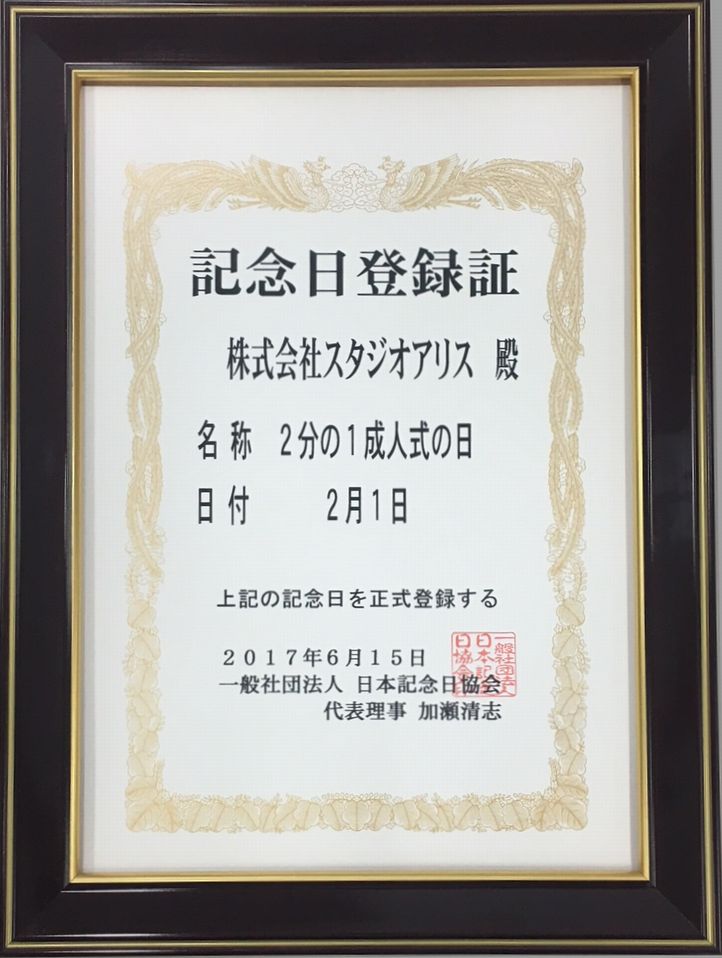 記念日登録証
株式会社スタジオアリス 殿
名称 2分の1成人式の日
日付 2月1日
上記の記念日を正式登録する
2017年6月15日
一般社団法人 日本記念日協会
代表理事 加瀬清志